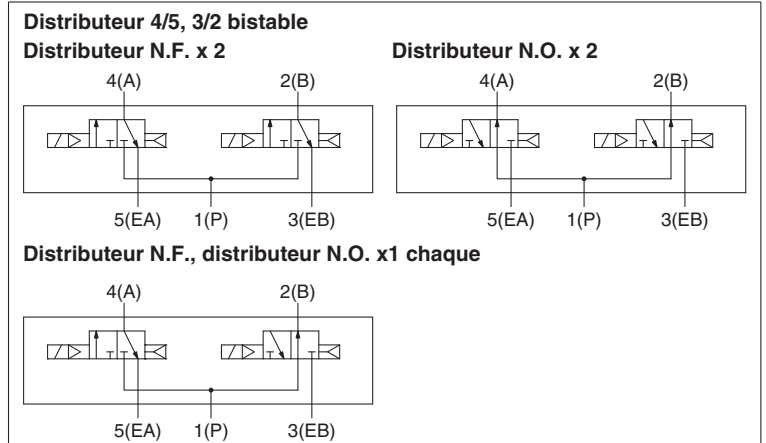 Distributeur 4/5, 3/2 bistable
Distributeur N.F. x 2
4(A) 2(B)
5(EA) 1(P) 3(EB)
Distributeur N.O. x 2
4(A) 2(B)
5(EA) 1(P) 3(EB)
Distributeur N.F., distributeur N.O. x1 chaque
4(A) 2(B)
5(EA) 1(P) 3(EB)